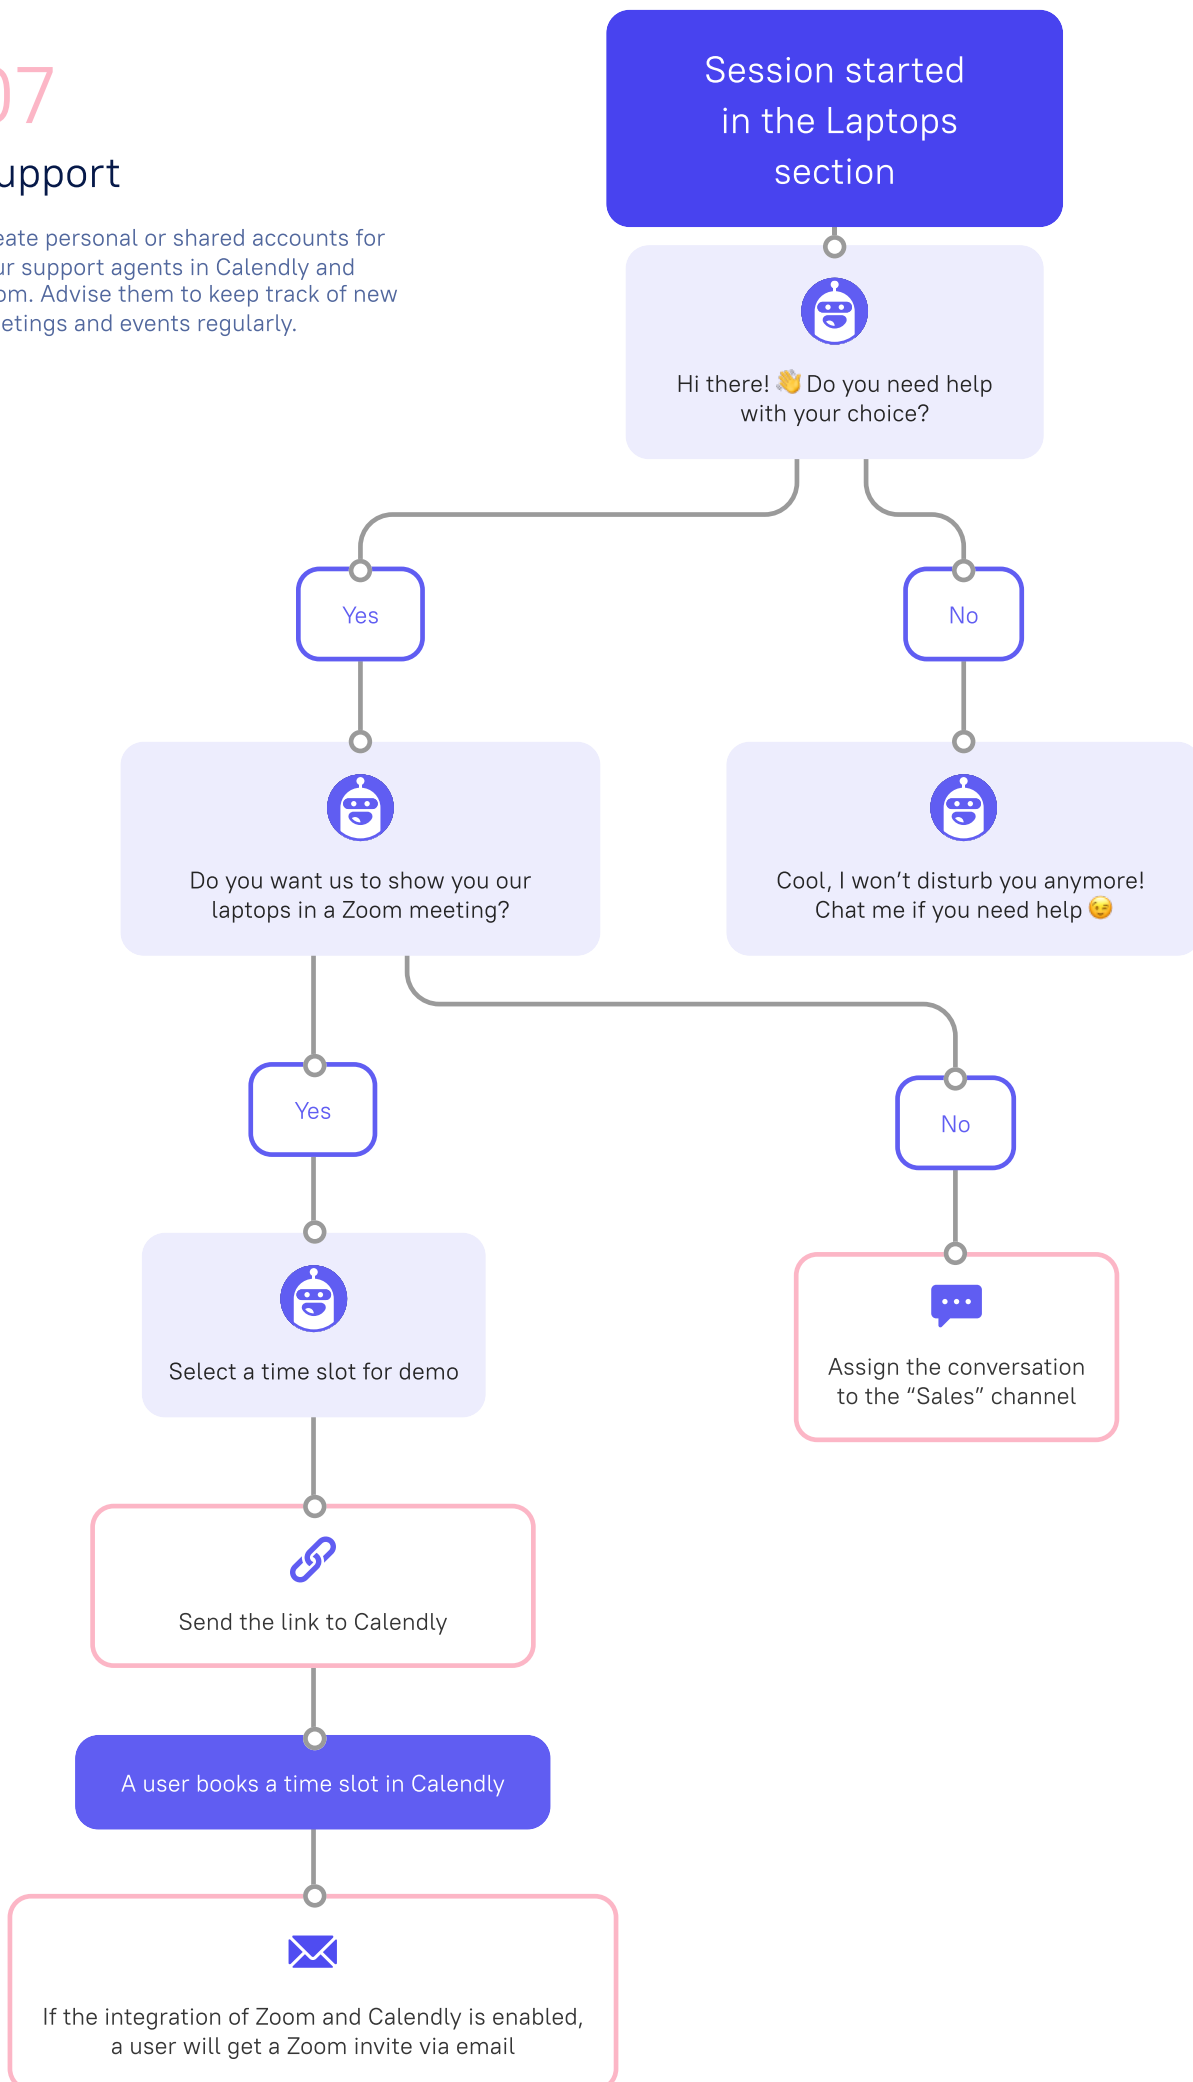 07
upport
eate personal or shared accounts for
ur support agents in Calendly and
om. Advise them to keep track of new
etings and events regularly.
Session started
in the Laptops
section
Hi there! 👋 Do you need help
with your choice?
Yes
No
Do you want us to show you our
laptops in a Zoom meeting?
Cool, I won’t disturb you anymore!
Chat me if you need help 😉
Yes
No
Select a time slot for demo
Assign the conversation
to the “Sales” channel
Send the link to Calendly
A user books a time slot in Calendly
If the integration of Zoom and Calendly is enabled,
a user will get a Zoom invite via email